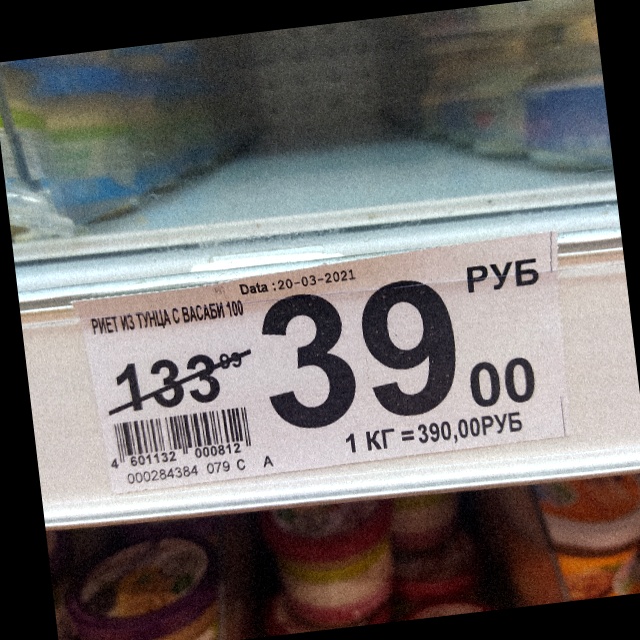 Data :20-03-2021
РУБ
РИЕТ ИЗ ТУНЦА С ВАСАБИ 100
133 89
39 00
1 КГ = 390,00РУБ
4 601132 000812
000284384 079 С А